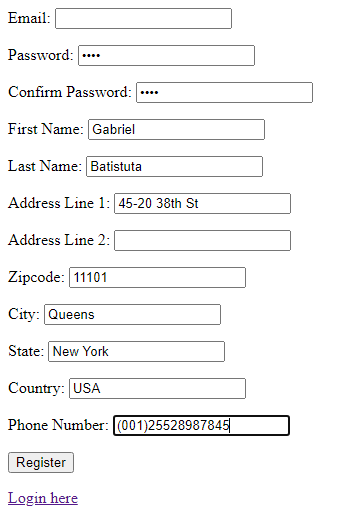 Email:
Password: ••••
Confirm Password: ••••
First Name: Gabriel
Last Name: Batistuta
Address Line 1: 45-20 38th St
Address Line 2:
Zipcode: 11101
City: Queens
State: New York
Country: USA
Phone Number: (001)25528987845
Register
Login here